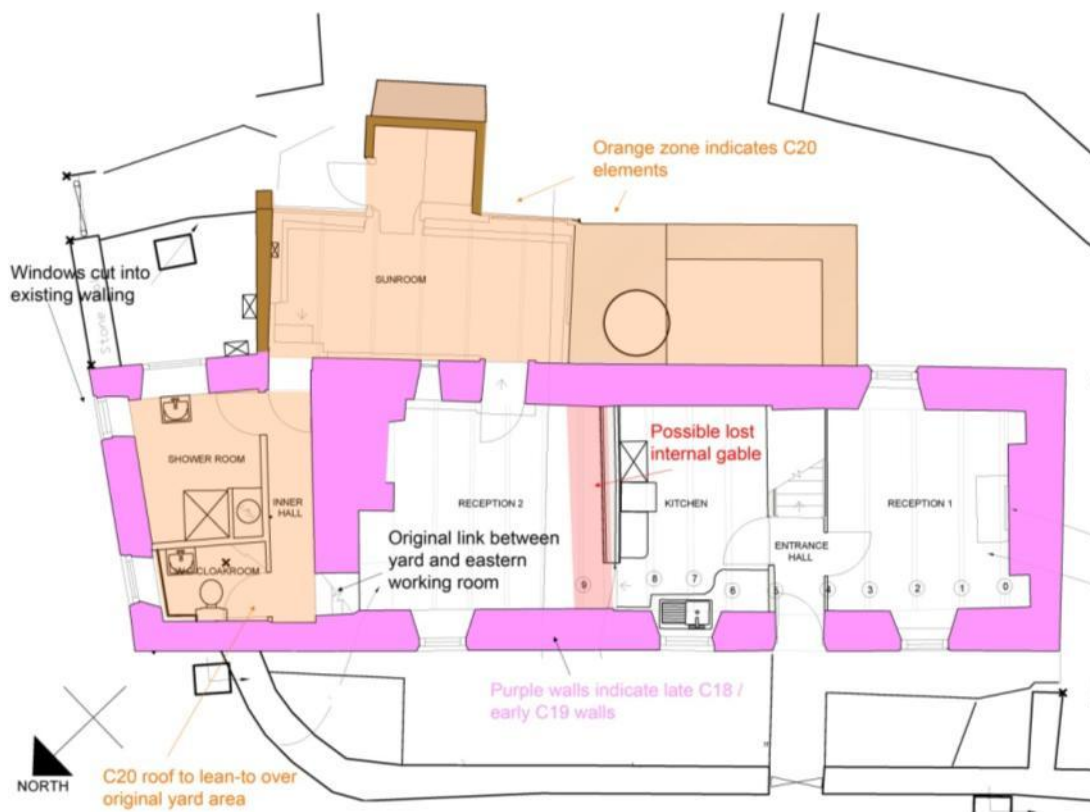 Orange zone indicates C20
elements
Windows cut into
existing walling
Stone
SUNROOM
SHOWER ROOM
INNER
HALL
Possible lost
internal gable
KITCHEN
RECEPTION 2
RECEPTION 1
ENTRANCE
HALL
Original link between
yard and eastern
working room
CLOAKROOM
9
8
7
6
5
4
3
2
1
0
Purple walls indicate late C18 /
early C19 walls
NORTH
C20 roof to lean-to over
original yard area